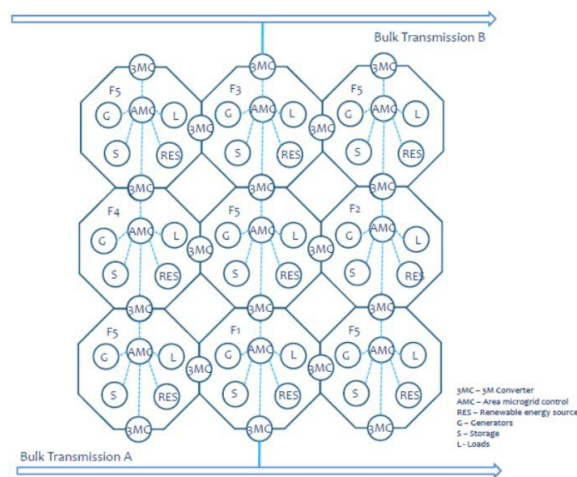 Bulk Transmission B
3MC 3MC 3MC
F5 F3 F5
G AMC L G AMC L G AMC L
3MC 3MC
S RES S RES S RES
3MC 3MC 3MC
F4 F5 F2
G AMC L G AMC L G AMC L
3MC 3MC
S RES S RES S RES
3MC 3MC 3MC
F5 F1 F5
G AMC L G AMC L G AMC L
3MC 3MC
S RES S RES S RES
3MC 3MC 3MC
Bulk Transmission A
3MC – 3M Converter
AMC – Area microgrid control
RES – Renewable energy source
G – Generators
S – Storage
L - Loads